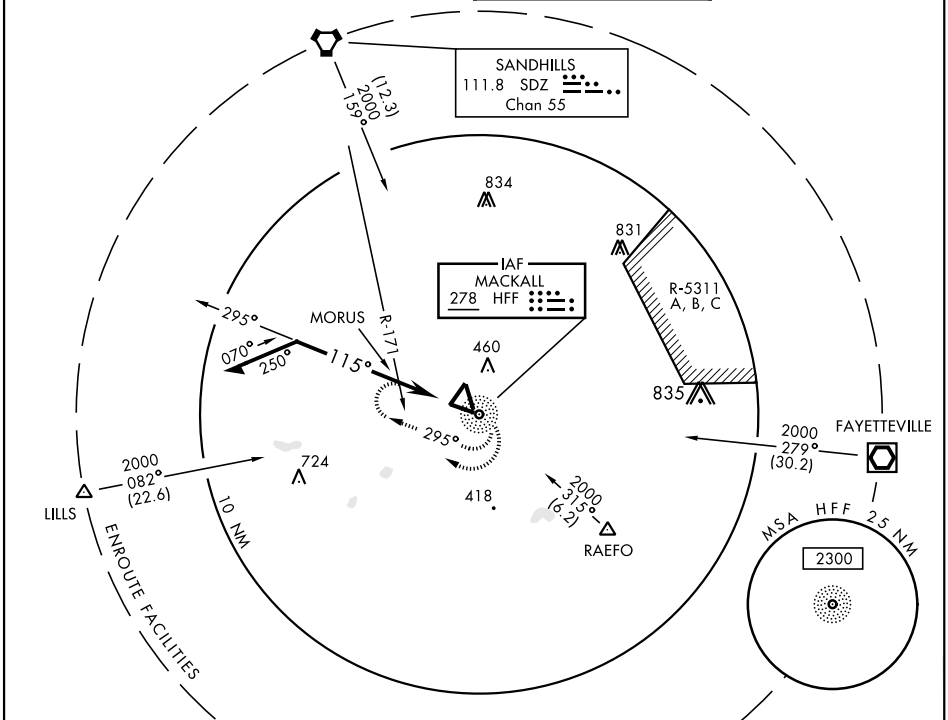 SANDHILLS
111.8 SDZ
Chan 55
(12.3)
2000
159°
834
831
R-5311
A, B, C
IAF
MACKALL
278 HFF
295°
MORUS
R-171
070°
250°
115°
460
835
295°
2000
279°
(30.2)
FAYETTEVILLE
2000
082°
(22.6)
LILLS
724
418
2000
315°
(6.2)
RAEFO
10 NM
ENROUTE FACILITIES
MSA HFF 25 NM
2300